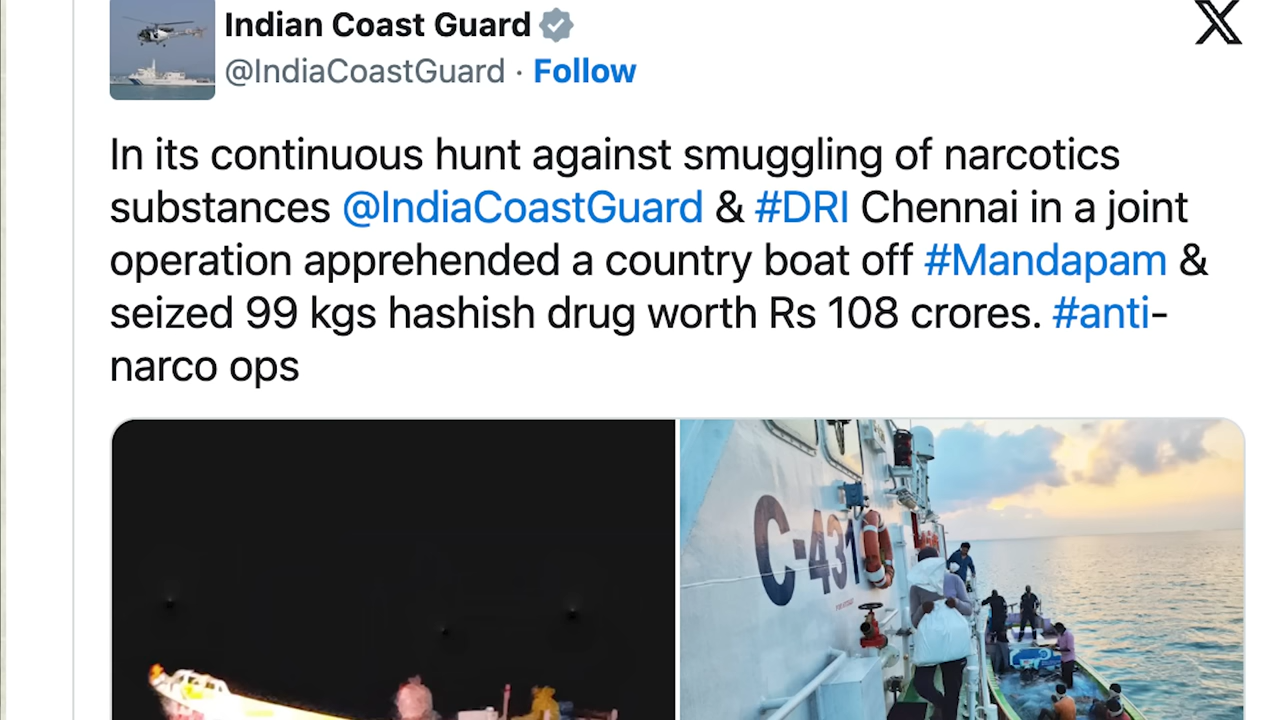 Indian Coast Guard
@IndiaCoastGuard · Follow
In its continuous hunt against smuggling of narcotics
substances @IndiaCoastGuard & #DRI Chennai in a joint
operation apprehended a country boat off #Mandapam &
seized 99 kgs hashish drug worth Rs 108 crores. #anti-
narco ops
C-431